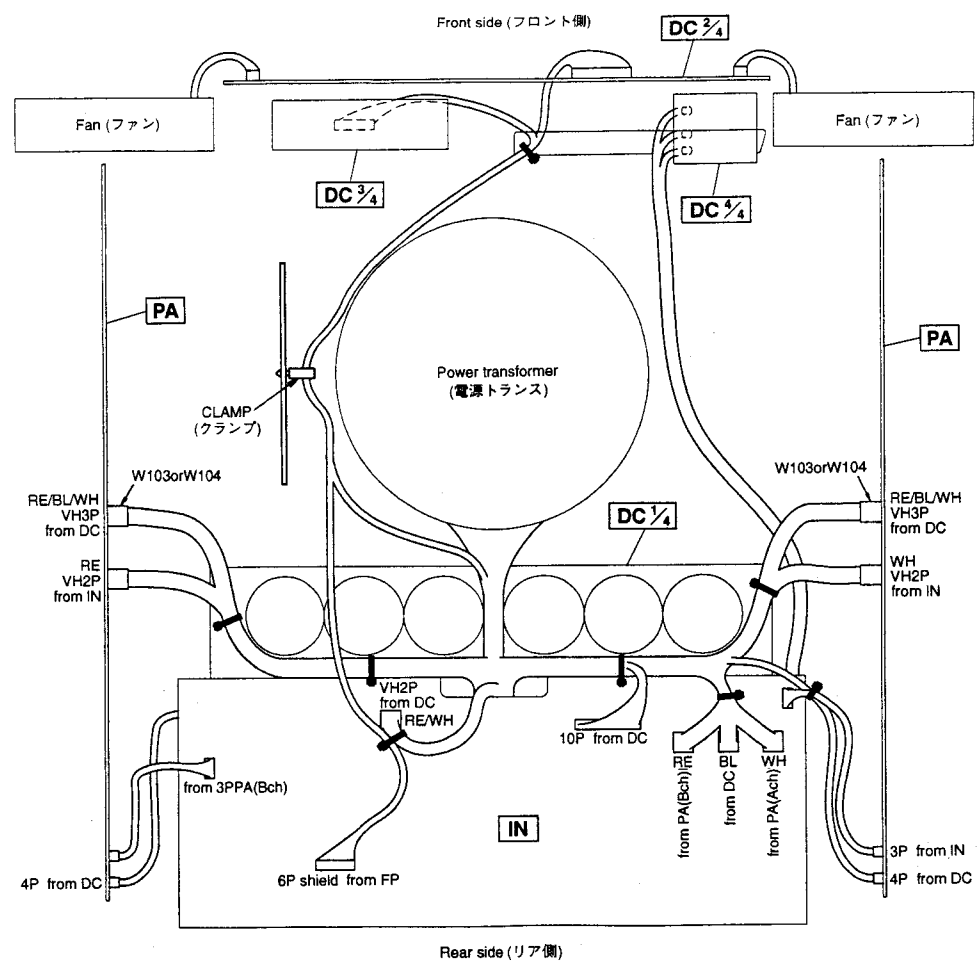 Front side (フロント側)
DC 2/4
Fan (ファン)
Fan (ファン)
DC 3/4
DC 4/4
PA
PA
Power transformer
(電源トランス)
CLAMP
(クランプ)
W103orW104
W103orW104
RE/BL/WH
VH3P
from DC
RE/BL/WH
VH3P
from DC
DC 1/4
RE
VH2P
from IN
WH
VH2P
from IN
VH2P
from DC
RE/WH
10P from DC
RE
from PA(Bch)
BL
from DC
WH
from PA(Ach)
from 3PPA(Bch)
IN
4P from DC
6P shield from FP
3P from IN
4P from DC
Rear side (リア側)